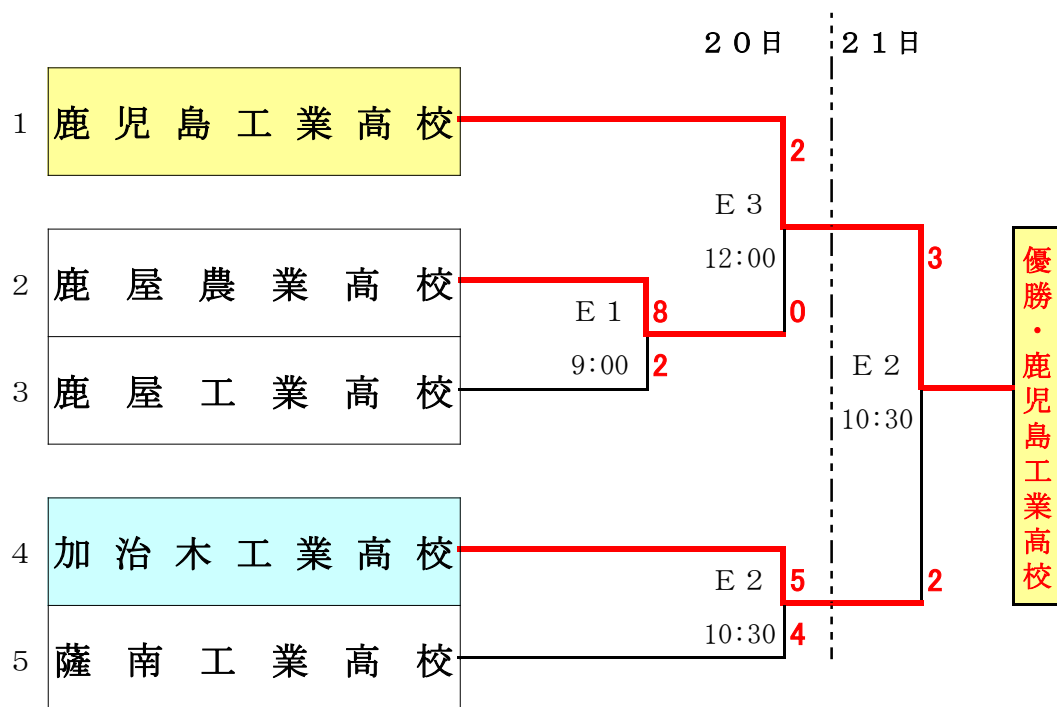 20日 21日
1 鹿児島工業高校
2
E3
12:00
3
2 鹿屋農業高校
E1
8
0
9:00
2
3 鹿屋工業高校
E2
10:30
優勝・鹿児島工業高校
4 加治木工業高校
E2
5
2
10:30
4
5 薩南工業高校